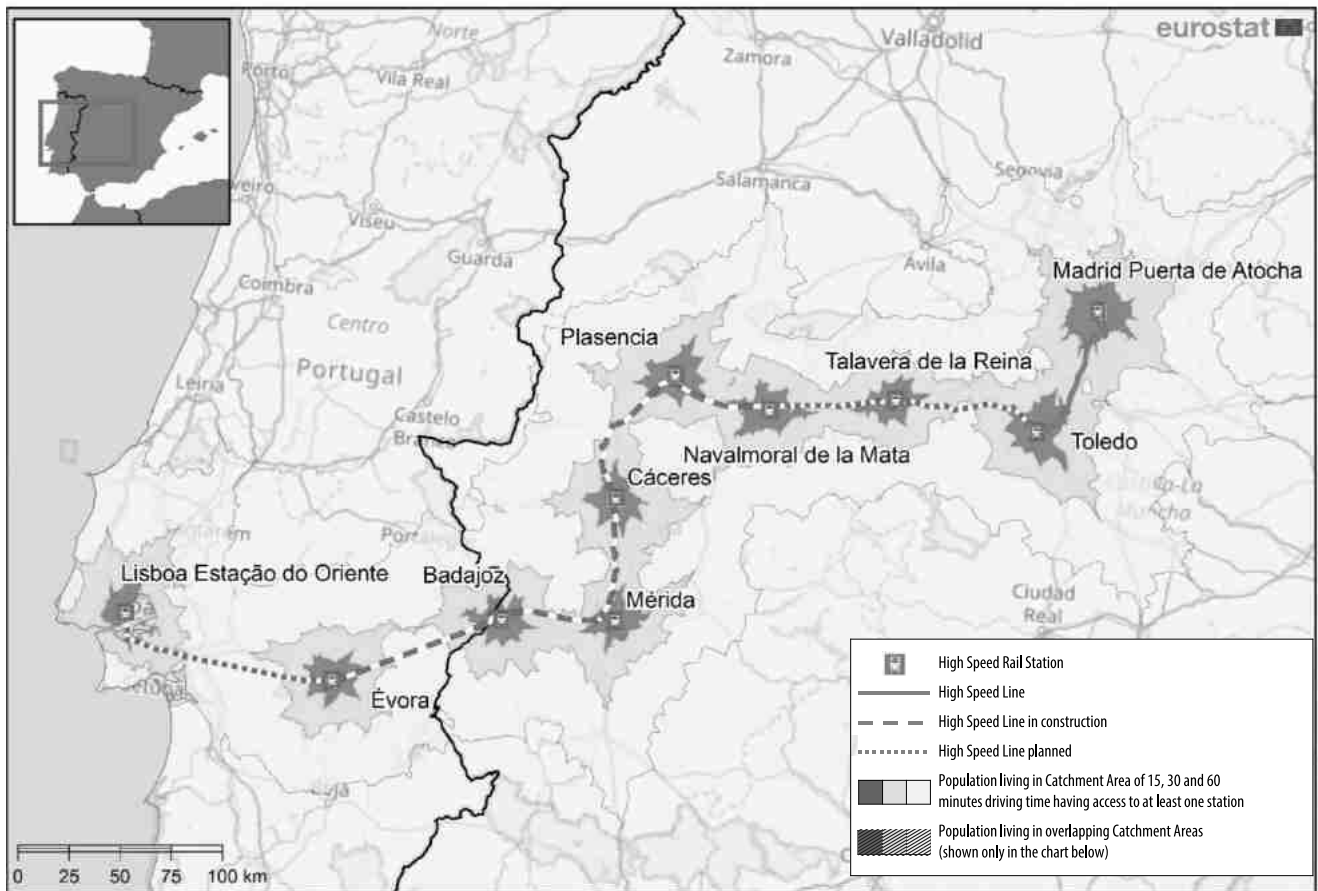 eurostat
Norte
Valladolid
Zamora
Porto
Vila Real
Segovia
Salamanca
Viseu
Ávila
Guarda
Madrid Puerta de Atocha
Coimbra
Centro
Plasencia
Talavera de la Reina
Portugal
Leiria
Castelo
Navalmoral de la Mata
Toledo
Cáceres
Lisboa Estação do Oriente
Badajoz
Mérida
Ciudad
Real
Évora
High Speed Rail Station
High Speed Line
High Speed Line in construction
High Speed Line planned
Population living in Catchment Area of 15, 30 and 60
minutes driving time having access to at least one station
Population living in overlapping Catchment Areas
(shown only in the chart below)
0 25 50 75 100 km